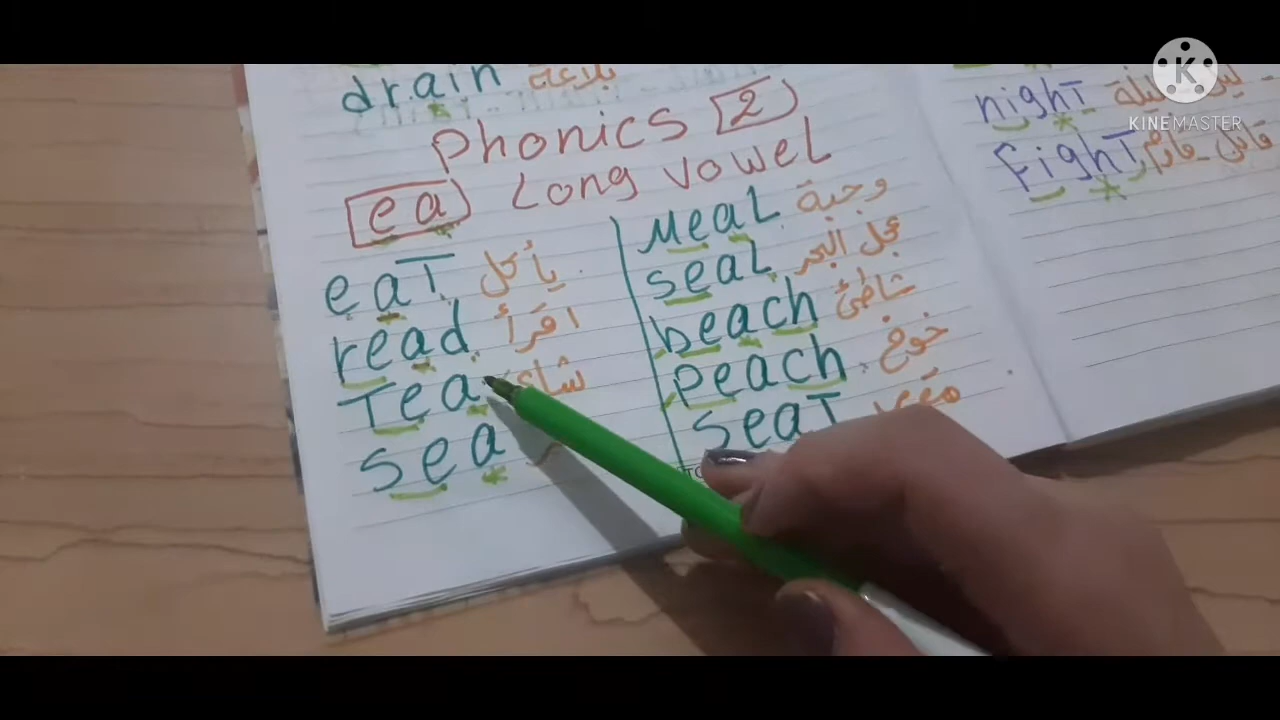 drain بلاعة
Phonics 2
ea Long vowel
eaT يأكل
read اقرأ
Tea شاي
sea
MeaL وجبة
seaL عجل البحر
beach شاطئ
peach خوخ
seaT مقعد
night ليلة
fighT قاتل -
K
KINEMASTER